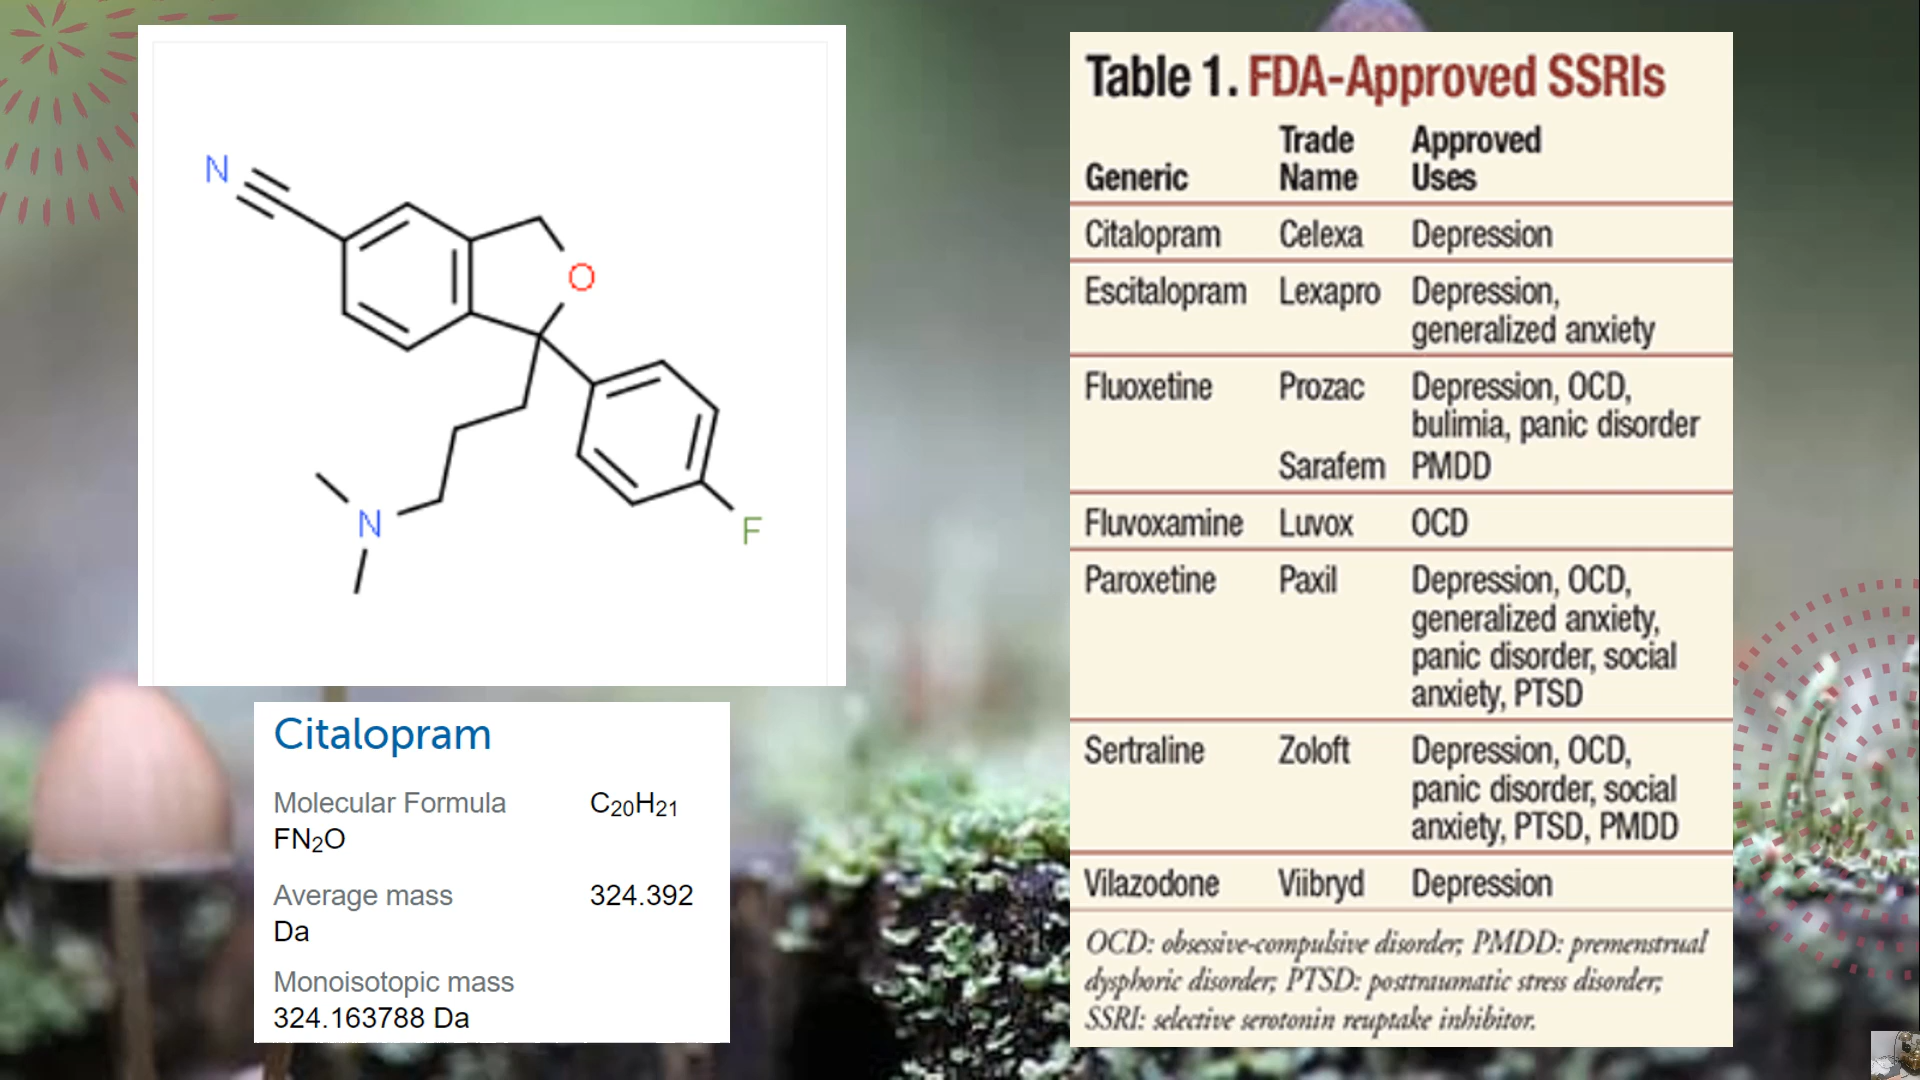 N
O
N
F
Citalopram
Molecular Formula C₂₀H₂₁
FN₂O
Average mass 324.392
Da
Monoisotopic mass
324.163788 Da
Table 1. FDA-Approved SSRIs
Generic Trade Name Approved Uses
Citalopram Celexa Depression
Escitalopram Lexapro Depression,
generalized anxiety
Fluoxetine Prozac Depression, OCD,
bulimia, panic disorder
Sarafem PMDD
Fluvoxamine Luvox OCD
Paroxetine Paxil Depression, OCD,
generalized anxiety,
panic disorder, social
anxiety, PTSD
Sertraline Zoloft Depression, OCD,
panic disorder, social
anxiety, PTSD, PMDD
Vilazodone Viibryd Depression
OCD: obsessive-compulsive disorder; PMDD: premenstrual
dysphoric disorder; PTSD: posttraumatic stress disorder;
SSRI: selective serotonin reuptake inhibitor.